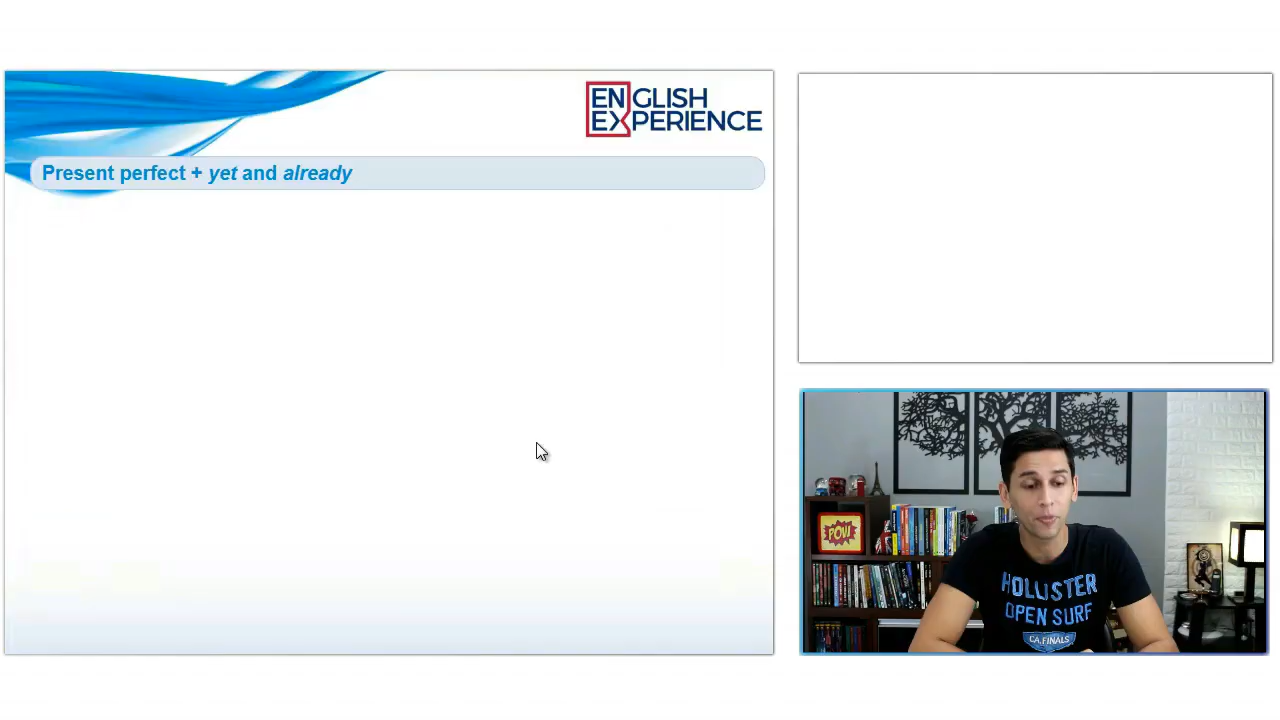 ENGLISH
EXPERIENCE
Present perfect + yet and already
POW
HOLLISTER
OPEN SURF
CA.FINALS